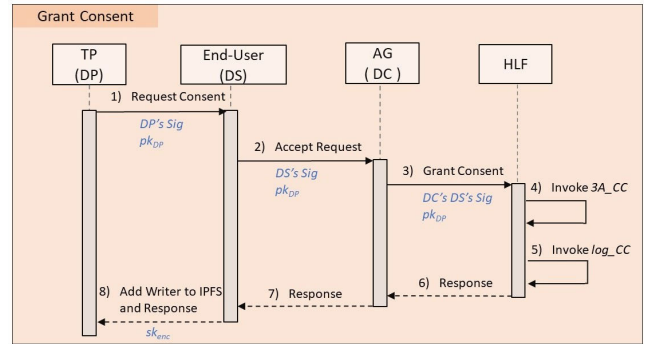 Grant Consent
TP
(DP)
End-User
(DS)
AG
( DC )
HLF
1) Request Consent
DP's Sig
pkDP
2) Accept Request
DS's Sig
pkDP
3) Grant Consent
DC's DS's Sig
pkDP
4) Invoke 3A_CC
5) Invoke log_CC
6) Response
7) Response
8) Add Writer to IPFS
and Response
skenc